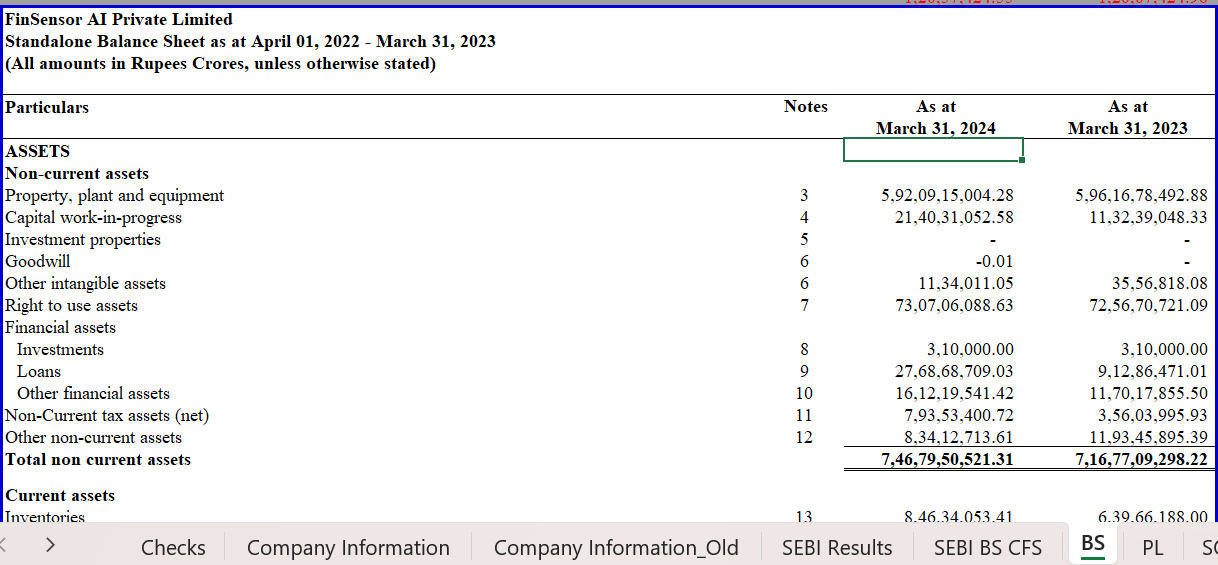 FinSensor AI Private Limited
Standalone Balance Sheet as at April 01, 2022 - March 31, 2023
(All amounts in Rupees Crores, unless otherwise stated)
Particulars Notes As at As at
March 31, 2024 March 31, 2023
ASSETS
Non-current assets
Property, plant and equipment 3 5,92,09,15,004.28 5,96,16,78,492.88
Capital work-in-progress 4 21,40,31,052.58 11,32,39,048.33
Investment properties 5 - -
Goodwill 6 -0.01 -
Other intangible assets 6 11,34,011.05 35,56,818.08
Right to use assets 7 73,07,06,088.63 72,56,70,721.09
Financial assets
Investments 8 3,10,000.00 3,10,000.00
Loans 9 27,68,68,709.03 9,12,86,471.01
Other financial assets 10 16,12,19,541.42 11,70,17,855.50
Non-Current tax assets (net) 11 7,93,53,400.72 3,56,03,995.93
Other non-current assets 12 8,34,12,713.61 11,93,45,895.39
Total non current assets 7,46,79,50,521.31 7,16,77,09,298.22
Current assets
Inventories 13 8,46,34,053.41 6,39,66,188.00
Checks Company Information Company Information_Old SEBI Results SEBI BS CFS BS PL